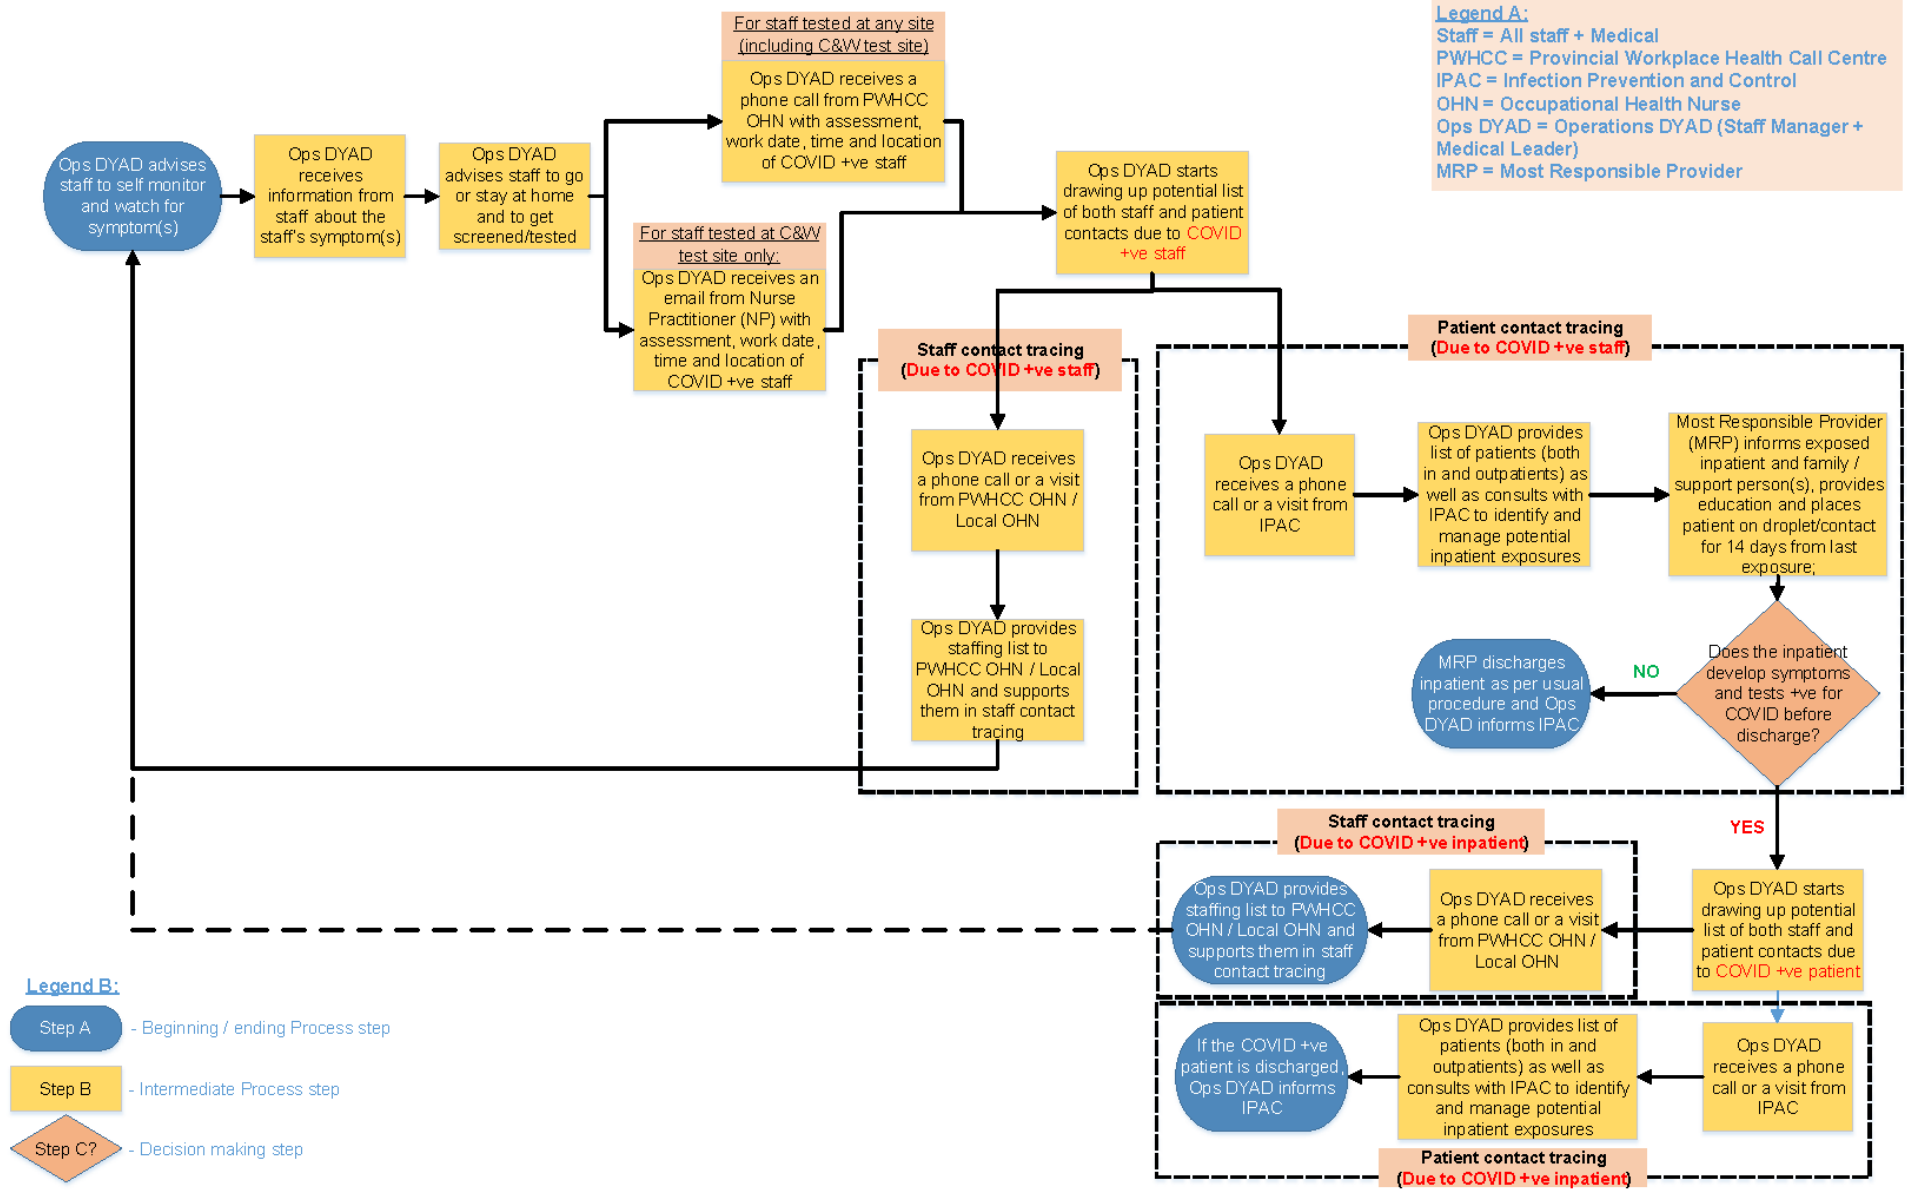 Legend A:
Staff = All staff + Medical
PWHCC = Provincial Workplace Health Call Centre
IPAC = Infection Prevention and Control
OHN = Occupational Health Nurse
Ops DYAD = Operations DYAD (Staff Manager +
Medical Leader)
MRP = Most Responsible Provider
Ops DYAD advises
staff to self monitor
and watch for
symptom(s)
Ops DYAD
receives
information from
staff about the
staff's symptom(s)
Ops DYAD
advises staff to go
or stay at home
and to get
screened/tested
For staff tested at any site
(including C&W test site)
Ops DYAD receives a
phone call from PWHCC
OHN with assessment,
work date, time and location
of COVID +ve staff
For staff tested at C&W
test site only:
Ops DYAD receives an
email from Nurse
Practitioner (NP) with
assessment, work date,
time and location of
COVID +ve staff
Ops DYAD starts
drawing up potential list
of both staff and patient
contacts due to COVID
+ve staff
Staff contact tracing
(Due to COVID +ve staff)
Ops DYAD receives
a phone call or a visit
from PWHCC OHN /
Local OHN
Ops DYAD provides
staffing list to
PWHCC OHN / Local
OHN and supports
them in staff contact
tracing
Patient contact tracing
(Due to COVID +ve staff)
Ops DYAD
receives a phone
call or a visit from
IPAC
Ops DYAD provides
list of patients (both
in and outpatients) as
well as consults with
IPAC to identify and
manage potential
inpatient exposures
Most Responsible Provider
(MRP) informs exposed
inpatient and family /
support person(s), provides
education and places
patient on droplet/contact
for 14 days from last
exposure;
Does the inpatient
develop symptoms
and tests +ve for
COVID before
discharge?
NO
MRP discharges
inpatient as per usual
procedure and Ops
DYAD informs IPAC
YES
Ops DYAD starts
drawing up potential
list of both staff and
patient contacts due
to COVID +ve patient
Staff contact tracing
(Due to COVID +ve inpatient)
Ops DYAD receives
a phone call or a visit
from PWHCC OHN /
Local OHN
Ops DYAD provides
staffing list to PWHCC
OHN / Local OHN and
supports them in staff
contact tracing
Ops DYAD
receives a phone
call or a visit from
IPAC
Ops DYAD provides list of
patients (both in and
outpatients) as well as
consults with IPAC to identify
and manage potential
inpatient exposures
If the COVID +ve
patient is discharged,
Ops DYAD informs
IPAC
Patient contact tracing
(Due to COVID +ve inpatient)
Legend B:
Step A - Beginning / ending Process step
Step B - Intermediate Process step
Step C? - Decision making step